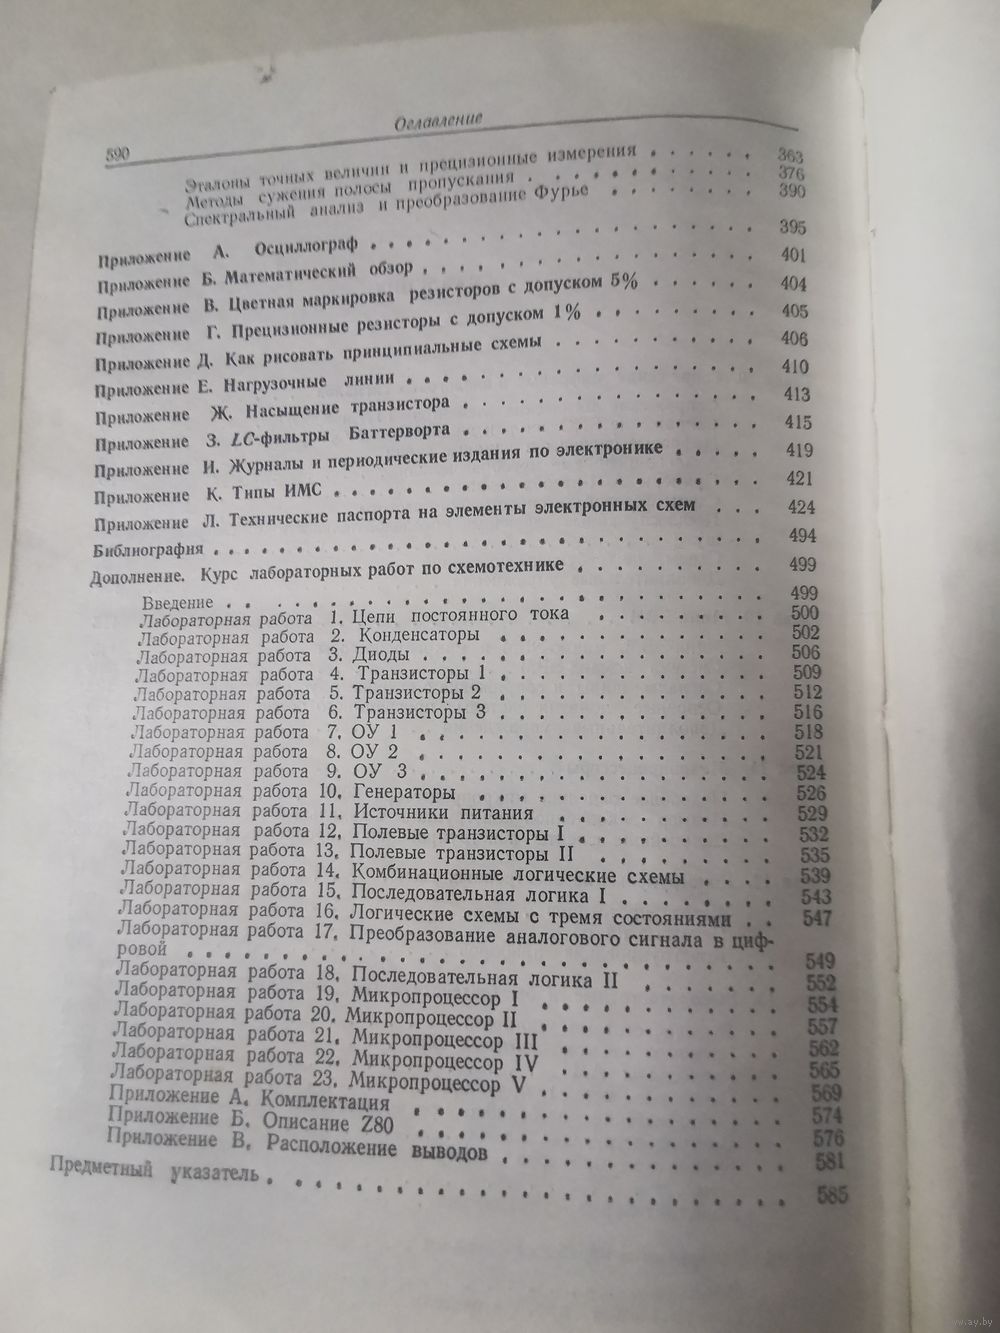 590
Оглавление
Эталоны точных величин и прецизионные измерения . . . . . . 363
Методы сужения полосы пропускания . . . . . . . . . . 376
Спектральный анализ и преобразование Фурье . . . . . . . 390
Приложение А. Осциллограф . . . . . . . . . . . . . . . . 395
Приложение Б. Математический обзор . . . . . . . . . . . . . . 401
Приложение В. Цветная маркировка резисторов с допуском 5% . . . . . . 404
Приложение Г. Прецизионные резисторы с допуском 1% . . . . . . . . 405
Приложение Д. Как рисовать принципиальные схемы . . . . . . . . . 406
Приложение Е. Нагрузочные линии . . . . . . . . . . . . . . . 410
Приложение Ж. Насыщение транзистора . . . . . . . . . . . . . 413
Приложение З. LC-фильтры Баттерворта . . . . . . . . . . . . . 415
Приложение И. Журналы и периодические издания по электронике . . . . . 419
Приложение К. Типы ИМС . . . . . . . . . . . . . . . . . 421
Приложение Л. Технические паспорта на элементы электронных схем . . . 424
Библиография . . . . . . . . . . . . . . . . . . . . . . 494
Дополнение. Курс лабораторных работ по схемотехнике . . . . . . . . . 499
Введение . . . . . . . . . . . . . . . . . . . . . . 499
Лабораторная работа 1. Цепи постоянного тока . . . . . . . . 500
Лабораторная работа 2. Конденсаторы . . . . . . . . . . . . 502
Лабораторная работа 3. Диоды . . . . . . . . . . . . . . . 506
Лабораторная работа 4. Транзисторы 1 . . . . . . . . . . . . 509
Лабораторная работа 5. Транзисторы 2 . . . . . . . . . . . . 512
Лабораторная работа 6. Транзисторы 3 . . . . . . . . . . . . 516
Лабораторная работа 7. ОУ 1 . . . . . . . . . . . . . . . 518
Лабораторная работа 8. ОУ 2 . . . . . . . . . . . . . . . 521
Лабораторная работа 9. ОУ 3 . . . . . . . . . . . . . . . 524
Лабораторная работа 10. Генераторы . . . . . . . . . . . . . 526
Лабораторная работа 11. Источники питания . . . . . . . . . 529
Лабораторная работа 12. Полевые транзисторы I . . . . . . . . 532
Лабораторная работа 13. Полевые транзисторы II . . . . . . . 535
Лабораторная работа 14. Комбинационные логические схемы . . . . 539
Лабораторная работа 15. Последовательная логика I . . . . . . . 543
Лабораторная работа 16. Логические схемы с тремя состояниями . . 547
Лабораторная работа 17. Преобразование аналогового сигнала в циф-
ровой . . . . . . . . . . . . . . . . . . . . . . . 549
Лабораторная работа 18. Последовательная логика II . . . . . . 552
Лабораторная работа 19. Микропроцессор I . . . . . . . . . . 554
Лабораторная работа 20. Микропроцессор II . . . . . . . . . . 557
Лабораторная работа 21. Микропроцессор III . . . . . . . . . 562
Лабораторная работа 22. Микропроцессор IV . . . . . . . . . 565
Лабораторная работа 23. Микропроцессор V . . . . . . . . . . 569
Приложение А. Комплектация . . . . . . . . . . . . . . . 574
Приложение Б. Описание Z80 . . . . . . . . . . . . . . . 576
Приложение В. Расположение выводов . . . . . . . . . . . . 581
Предметный указатель . . . . . . . . . . . . . . . . . . . . 585